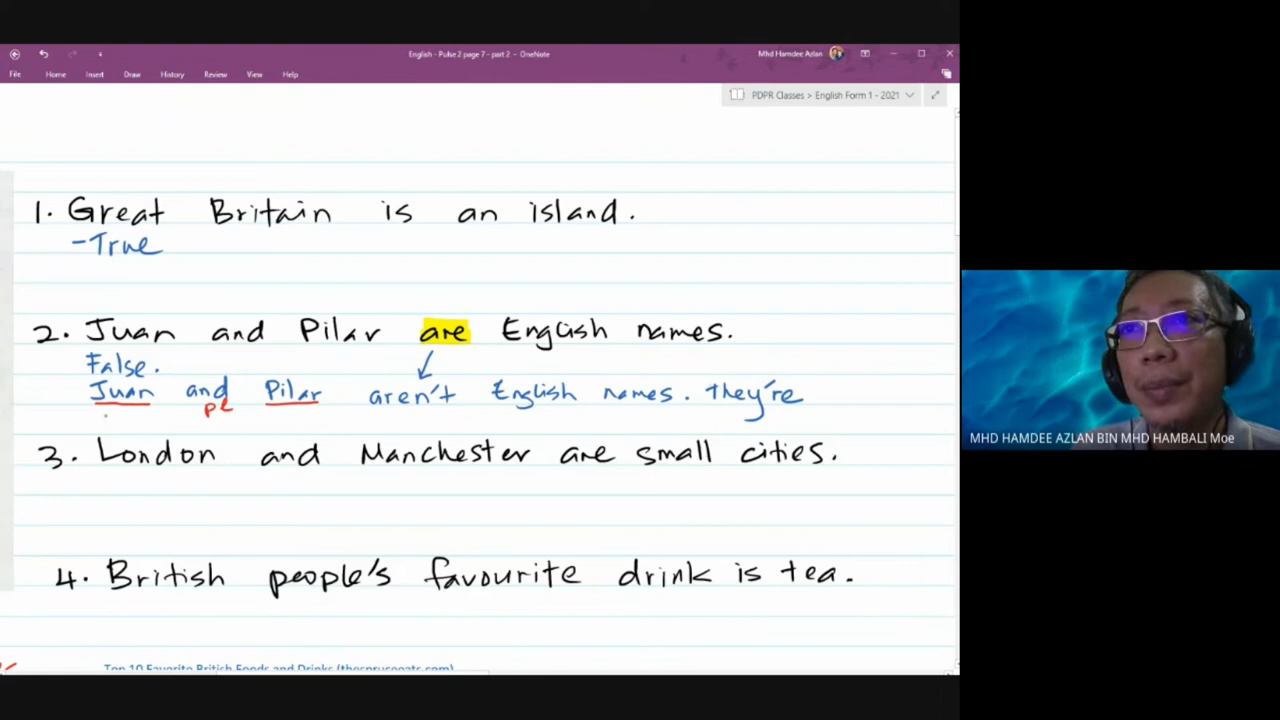 English - Pulse 2 page 7 - part 2 - OneNote
Mhd Hamdee Azlan
File Home Insert Draw History Review View Help
PDPR Classes > English Form 1 - 2021
1. Great Britain is an island.
-True
2. Juan and Pilar are English names.
False.
Juan and Pilar aren't English names. They're
pl
3. London and Manchester are small cities.
MHD HAMDEE AZLAN BIN MHD HAMBALI Moe
4. British people's favourite drink is tea.
Top 10 Favorite British Foods and Drinks (thespruceeats.com)